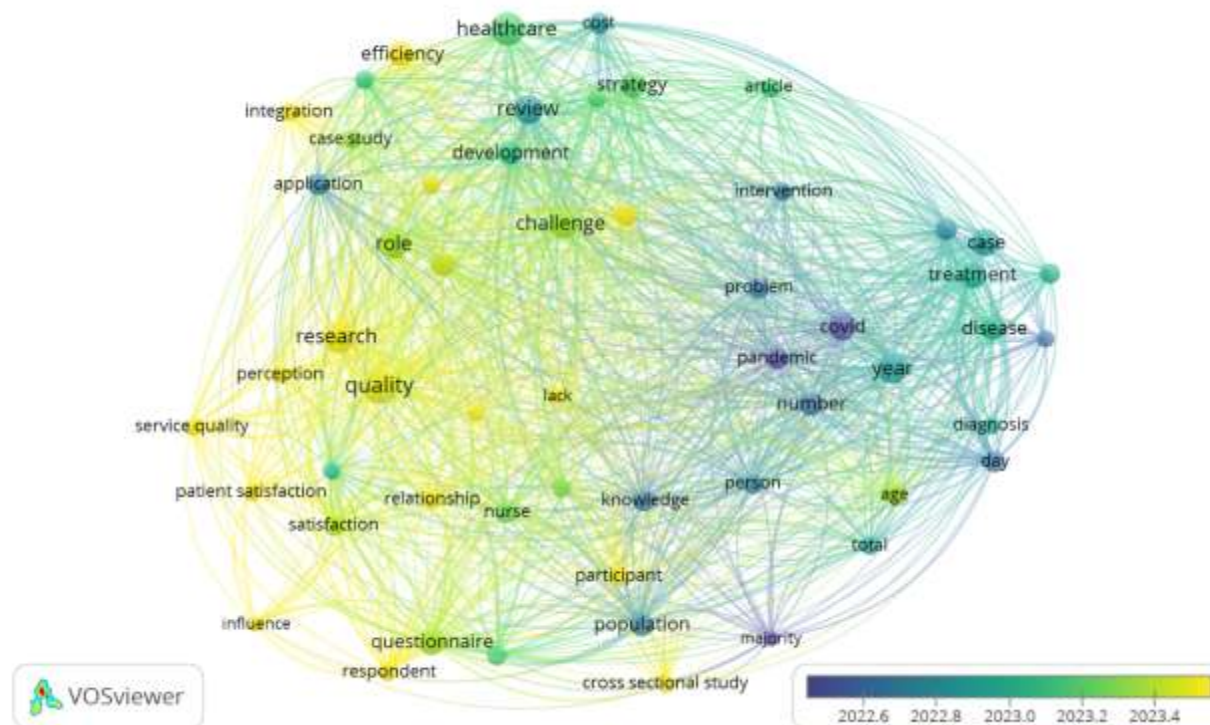 healthcare
cost
efficiency
strategy
article
integration
review
case study
development
application
intervention
challenge
role
case
treatment
problem
covid
disease
research
pandemic
perception
year
quality
lack
number
service quality
diagnosis
day
patient satisfaction
relationship
knowledge
person
age
satisfaction
nurse
total
participant
influence
population
majority
questionnaire
respondent
cross sectional study
VOSviewer
2022.6 2022.8 2023.0 2023.2 2023.4